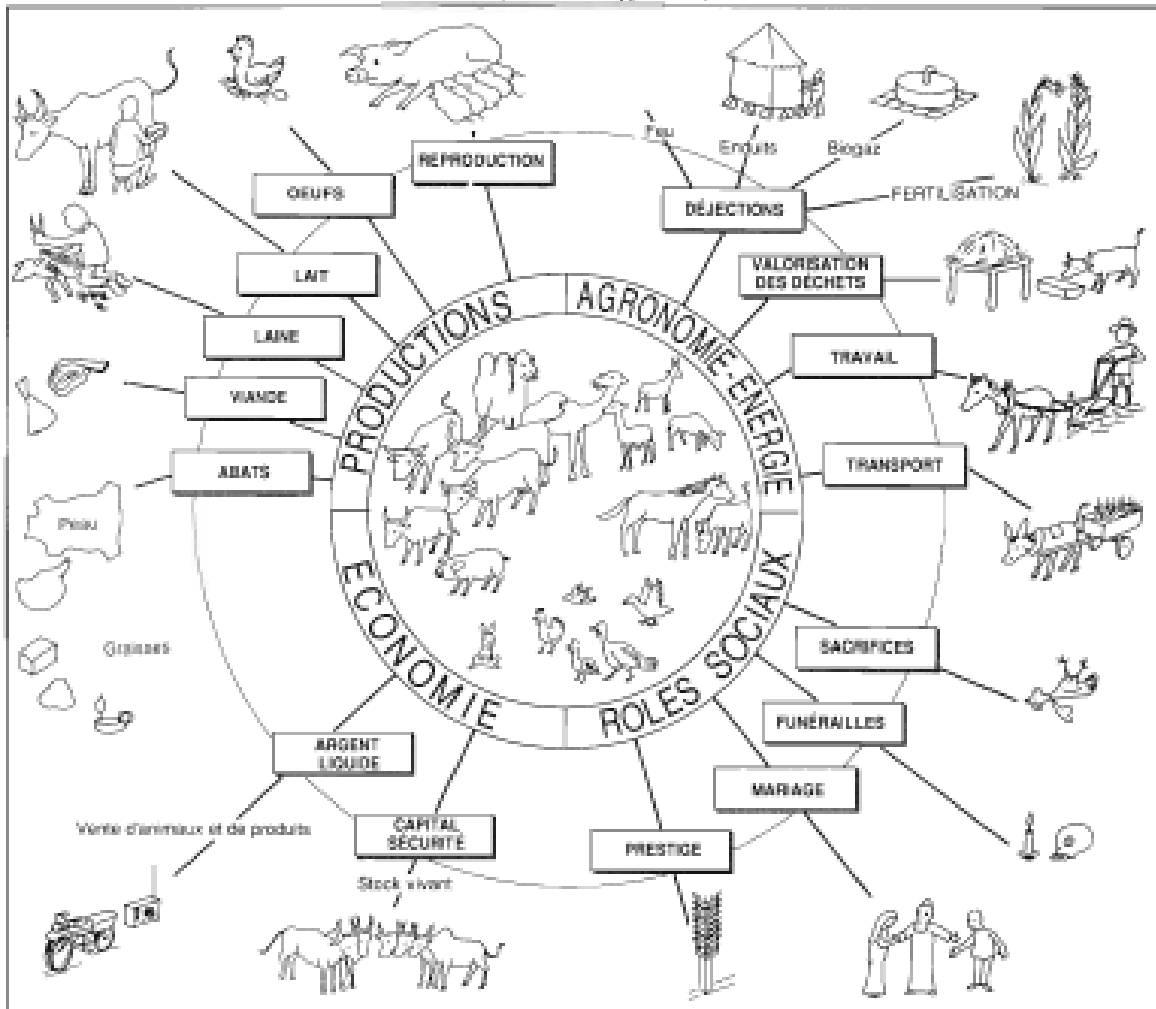 REPRODUCTION
OEUFS
LAIT
LAINE
VIANDE
ABATS
Peau
Graisses
PRODUCTIONS
AGRONOMIE-ENERGIE
ROLES SOCIAUX
ECONOMIE
Feu
Enduits
Biogaz
FERTILISATION
DÉJECTIONS
VALORISATION
DES DÉCHETS
TRAVAIL
TRANSPORT
SACRIFICES
FUNÉRAILLES
MARIAGE
PRESTIGE
CAPITAL
SÉCURITÉ
Stock vivant
ARGENT
LIQUIDE
Vente d'animaux et de produits